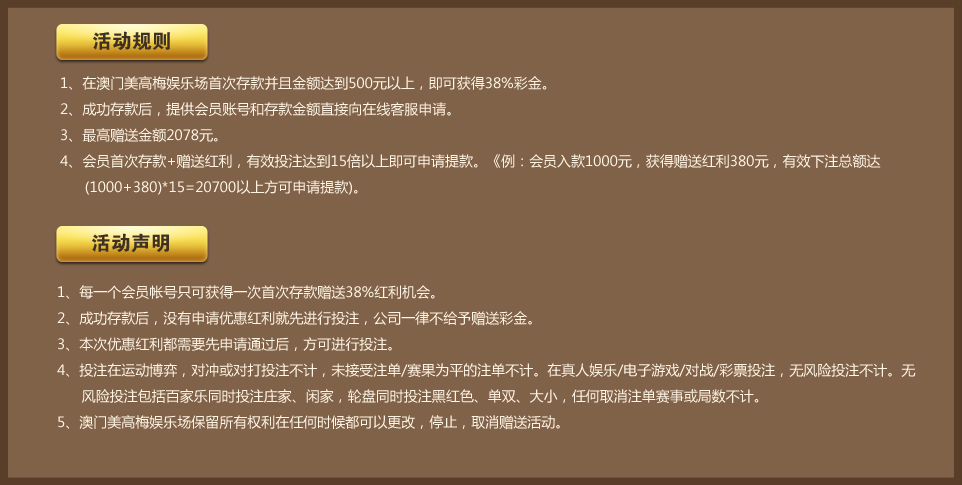 活动规则
1、在澳门美高梅娱乐场首次存款并且金额达到500元以上，即可获得38%彩金。
2、成功存款后，提供会员账号和存款金额直接向在线客服申请。
3、最高赠送金额2078元。
4、会员首次存款+赠送红利，有效投注达到15倍以上即可申请提款。《例：会员入款1000元，获得赠送红利380元，有效下注总额达
(1000+380)*15=20700以上方可申请提款)。
活动声明
1、每一个会员帐号只可获得一次首次存款赠送38%红利机会。
2、成功存款后，没有申请优惠红利就先进行投注，公司一律不给予赠送彩金。
3、本次优惠红利都需要先申请通过后，方可进行投注。
4、投注在运动博弈，对冲或对打投注不计，未接受注单/赛果为平的注单不计。在真人娱乐/电子游戏/对战/彩票投注，无风险投注不计。无
风险投注包括百家乐同时投注庄家、闲家，轮盘同时投注黑红色、单双、大小，任何取消注单赛事或局数不计。
5、澳门美高梅娱乐场保留所有权利在任何时候都可以更改，停止，取消赠送活动。